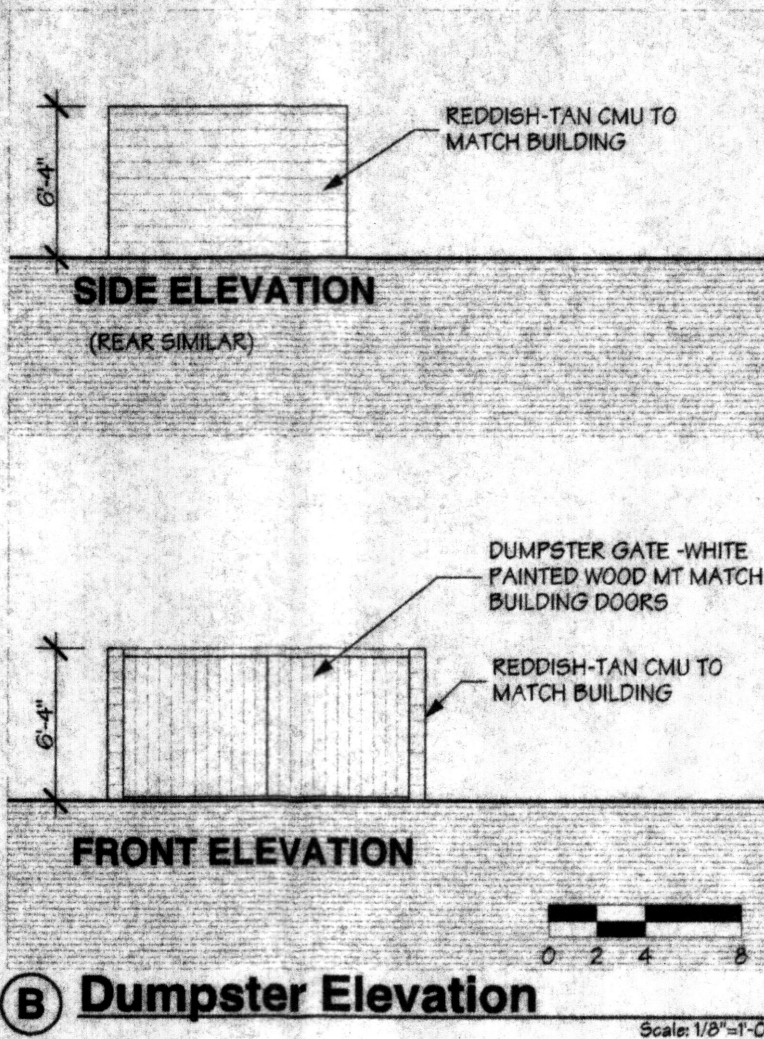 REDDISH-TAN CMU TO
MATCH BUILDING
6'-4"
SIDE ELEVATION
(REAR SIMILAR)
DUMPSTER GATE -WHITE
PAINTED WOOD MT MATCH
BUILDING DOORS
REDDISH-TAN CMU TO
MATCH BUILDING
6'-4"
FRONT ELEVATION
0 2 4 8
B Dumpster Elevation
Scale: 1/8"=1'-0